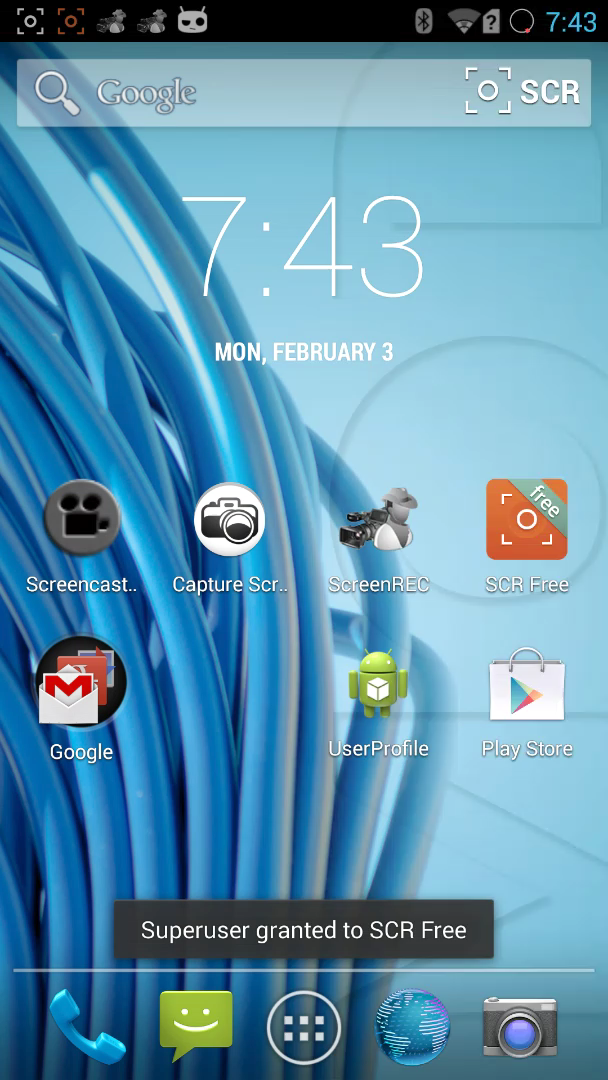 7:43
Google
SCR
7:43
MON, FEBRUARY 3
free
Screencast..
Capture Scr..
ScreenREC
SCR Free
Google
UserProfile
Play Store
Superuser granted to SCR Free